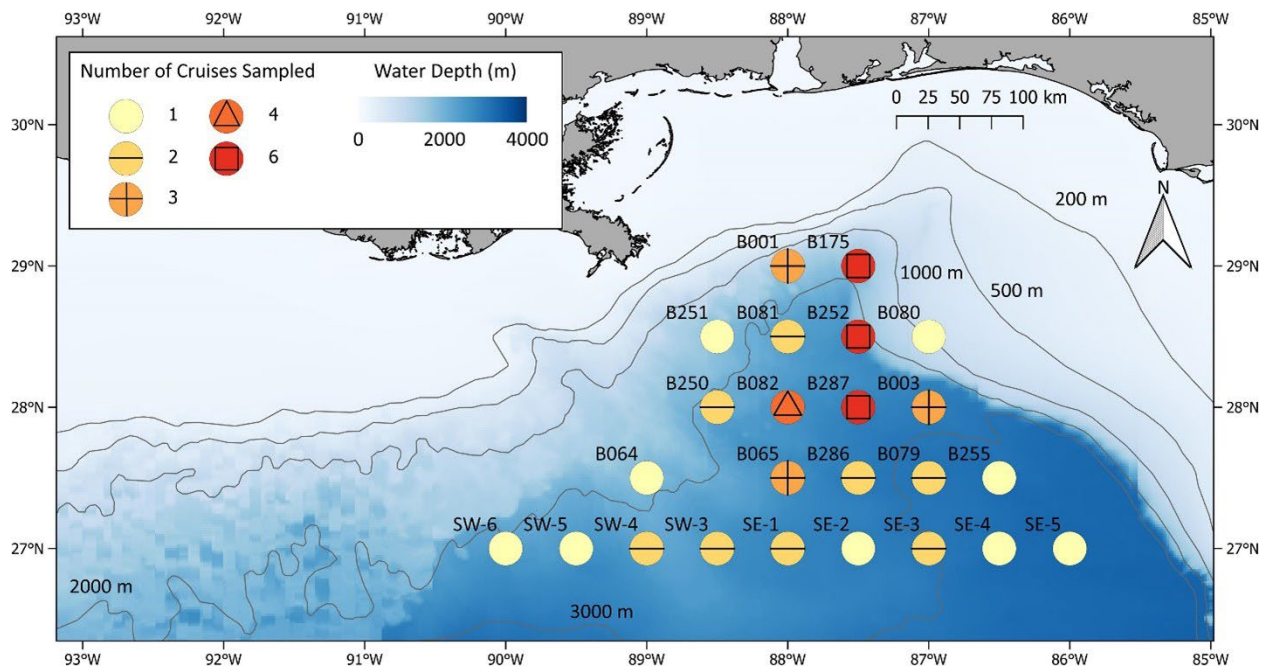 93°W 92°W 91°W 90°W 89°W 88°W 87°W 86°W 85°W
Number of Cruises Sampled Water Depth (m)
1 4
2 6
3
0 2000 4000
0 25 50 75 100 km
30°N 30°N
200 m
N
B001 B175
29°N 29°N
1000 m
500 m
B251 B081 B252 B080
B250 B082 B287 B003
28°N 28°N
B064 B065 B286 B079 B255
SW-6 SW-5 SW-4 SW-3 SE-1 SE-2 SE-3 SE-4 SE-5
27°N 27°N
2000 m
3000 m
93°W 92°W 91°W 90°W 89°W 88°W 87°W 86°W 85°W